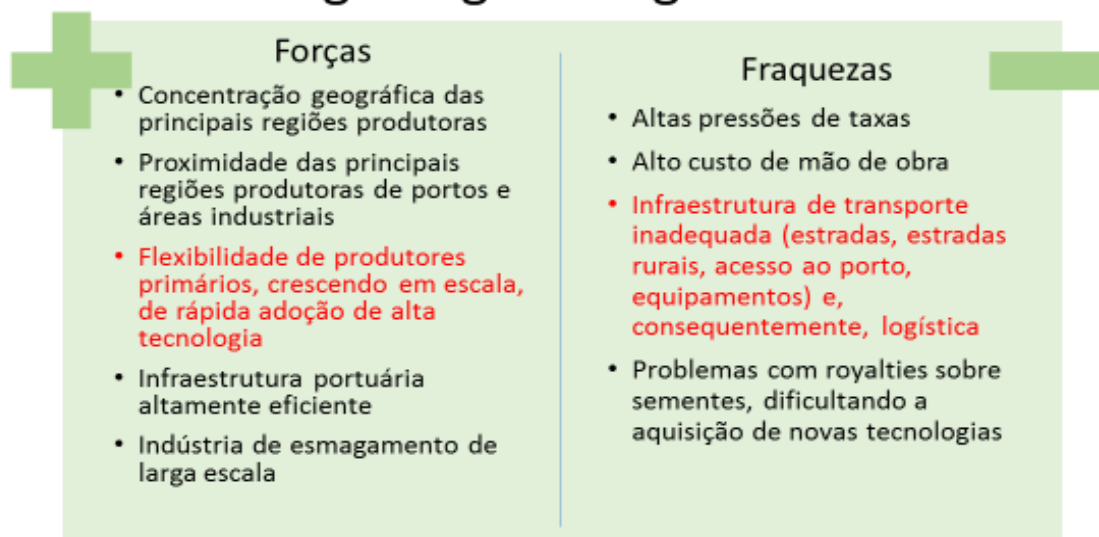 Forças
• Concentração geográfica das
principais regiões produtoras
• Proximidade das principais
regiões produtoras de portos e
áreas industriais
• Flexibilidade de produtores
primários, crescendo em escala,
de rápida adoção de alta
tecnologia
• Infraestrutura portuária
altamente eficiente
• Indústria de esmagamento de
larga escala
Fraquezas
• Altas pressões de taxas
• Alto custo de mão de obra
• Infraestrutura de transporte
inadequada (estradas, estradas
rurais, acesso ao porto,
equipamentos) e,
consequentemente, logística
• Problemas com royalties sobre
sementes, dificultando a
aquisição de novas tecnologias